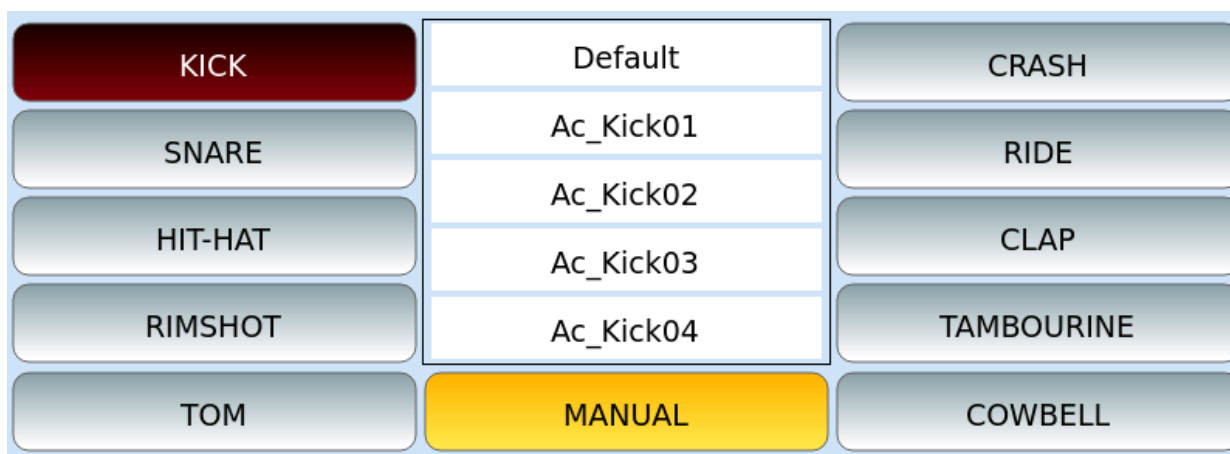 KICK
SNARE
HIT-HAT
RIMSHOT
TOM
Default
Ac_Kick01
Ac_Kick02
Ac_Kick03
Ac_Kick04
MANUAL
CRASH
RIDE
CLAP
TAMBOURINE
COWBELL